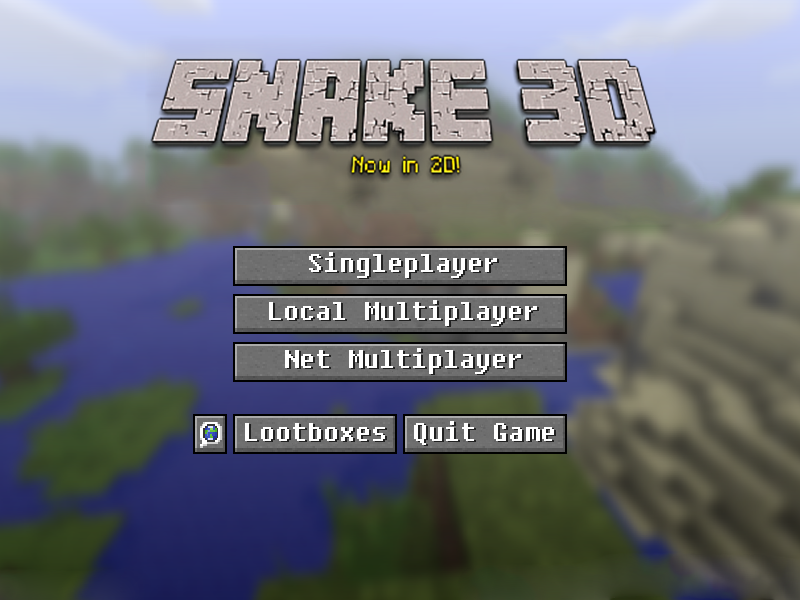 SNAKE 3D
Now in 2D!
Singleplayer
Local Multiplayer
Net Multiplayer
Lootboxes
Quit Game